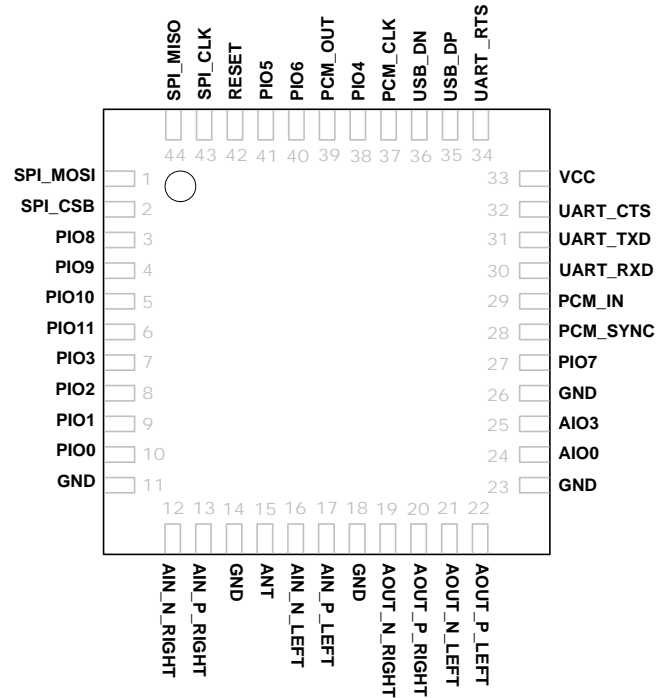 SPI_MISO
SPI_CLK
RESET
PIO5
PIO6
PCM_OUT
PIO4
PCM_CLK
USB_DN
USB_DP
UART _RTS
44 43 42 41 40 39 38 37 36 35 34
SPI_MOSI 1
SPI_CSB 2
PIO8 3
PIO9 4
PIO10 5
PIO11 6
PIO3 7
PIO2 8
PIO1 9
PIO0 10
GND 11
33 VCC
32 UART_CTS
31 UART_TXD
30 UART_RXD
29 PCM_IN
28 PCM_SYNC
27 PIO7
26 GND
25 AIO3
24 AIO0
23 GND
12 13 14 15 16 17 18 19 20 21 22
AIN_N_RIGHT
AIN_P_RIGHT
GND
ANT
AIN_N_LEFT
AIN_P_LEFT
GND
AOUT_N_RIGHT
AOUT_P_RIGHT
AOUT_N_LEFT
AOUT_P_LEFT